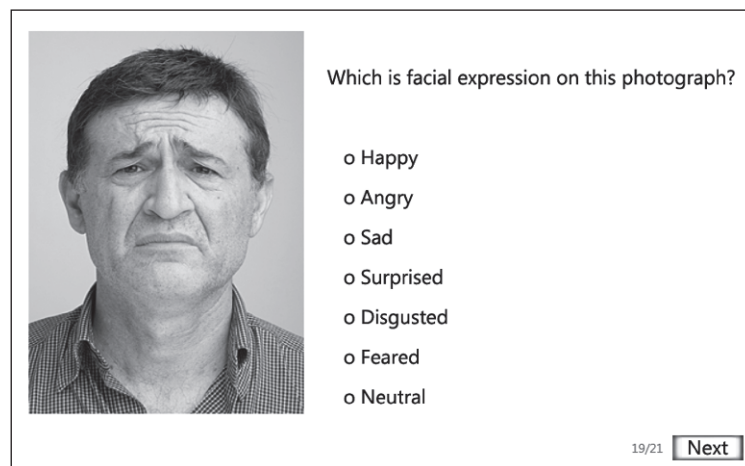 Which is facial expression on this photograph?
o Happy
o Angry
o Sad
o Surprised
o Disgusted
o Feared
o Neutral
19/21 Next